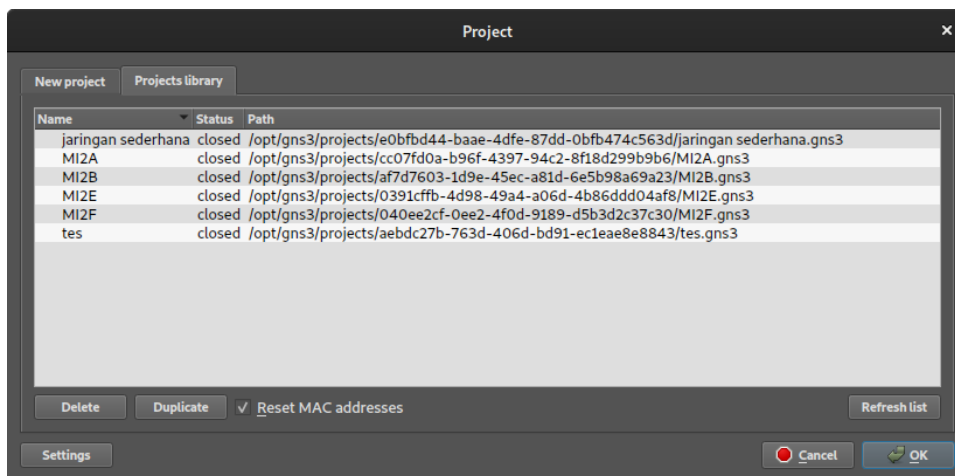 Project
New project Projects library
Name Status Path
jaringan sederhana closed /opt/gns3/projects/e0bfbd44-baae-4dfe-87dd-0bfb474c563d/jaringan sederhana.gns3
MI2A closed /opt/gns3/projects/cc07fd0a-b96f-4397-94c2-8f18d299b9b6/MI2A.gns3
MI2B closed /opt/gns3/projects/af7d7603-1d9e-45ec-a81d-6e5b98a69a23/MI2B.gns3
MI2E closed /opt/gns3/projects/0391cffb-4d98-49a4-a06d-4b86ddd04af8/MI2E.gns3
MI2F closed /opt/gns3/projects/040ee2cf-0ee2-4f0d-9189-d5b3d2c37c30/MI2F.gns3
tes closed /opt/gns3/projects/aebdc27b-763d-406d-bd91-ec1eae8e8843/tes.gns3
Delete Duplicate Reset MAC addresses Refresh list
Settings Cancel OK